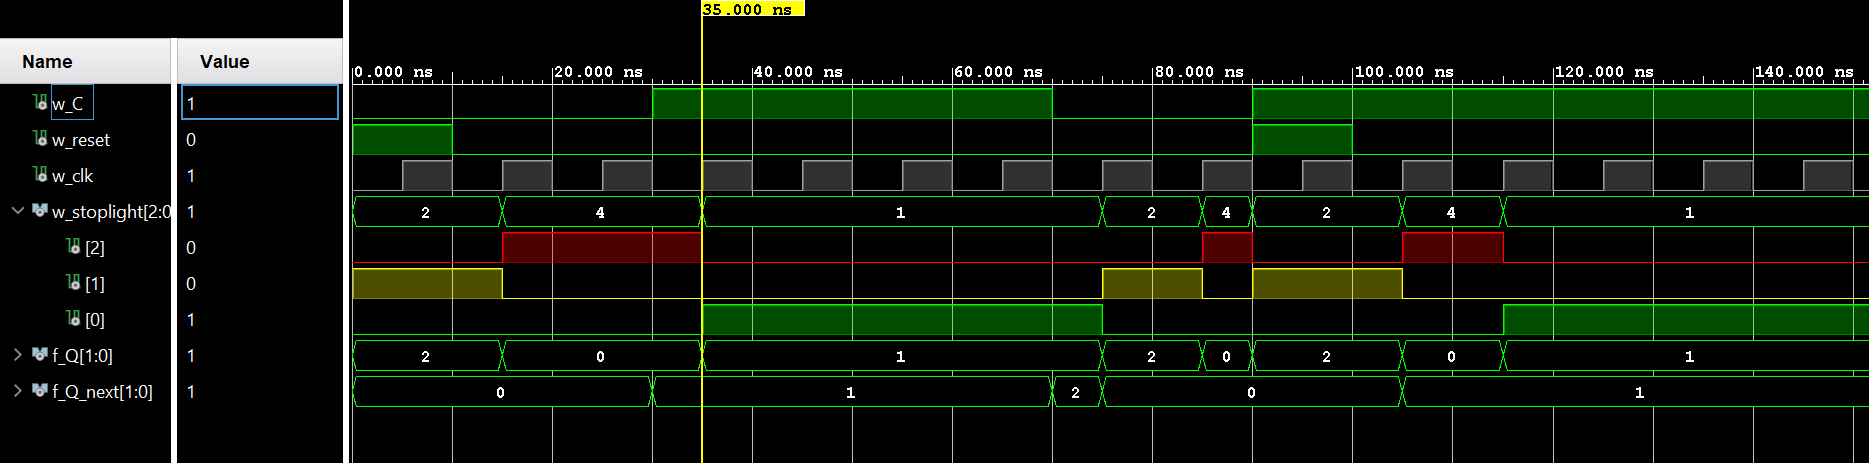 35.000 ns
Name Value
0.000 ns 20.000 ns 40.000 ns 60.000 ns 80.000 ns 100.000 ns 120.000 ns 140.000 ns
w_C 1
w_reset 0
w_clk 1
w_stoplight[2:0 1 2 4 1 2 4 2 4 1
[2] 0
[1] 0
[0] 1
f_Q[1:0] 1 2 0 1 2 0 2 0 1
f_Q_next[1:0] 1 0 1 2 0 1